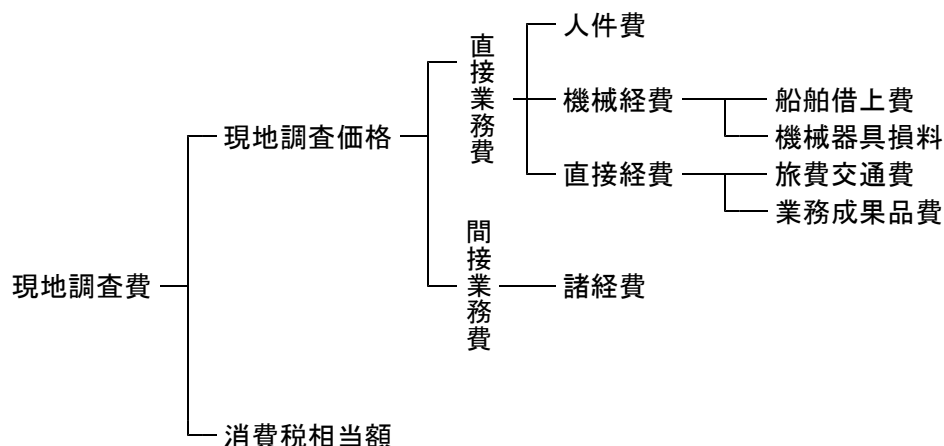 人件費
直接業務費
機械経費
船舶借上費
機械器具損料
現地調査価格
直接経費
旅費交通費
業務成果品費
間接業務費
現地調査費
諸経費
消費税相当額